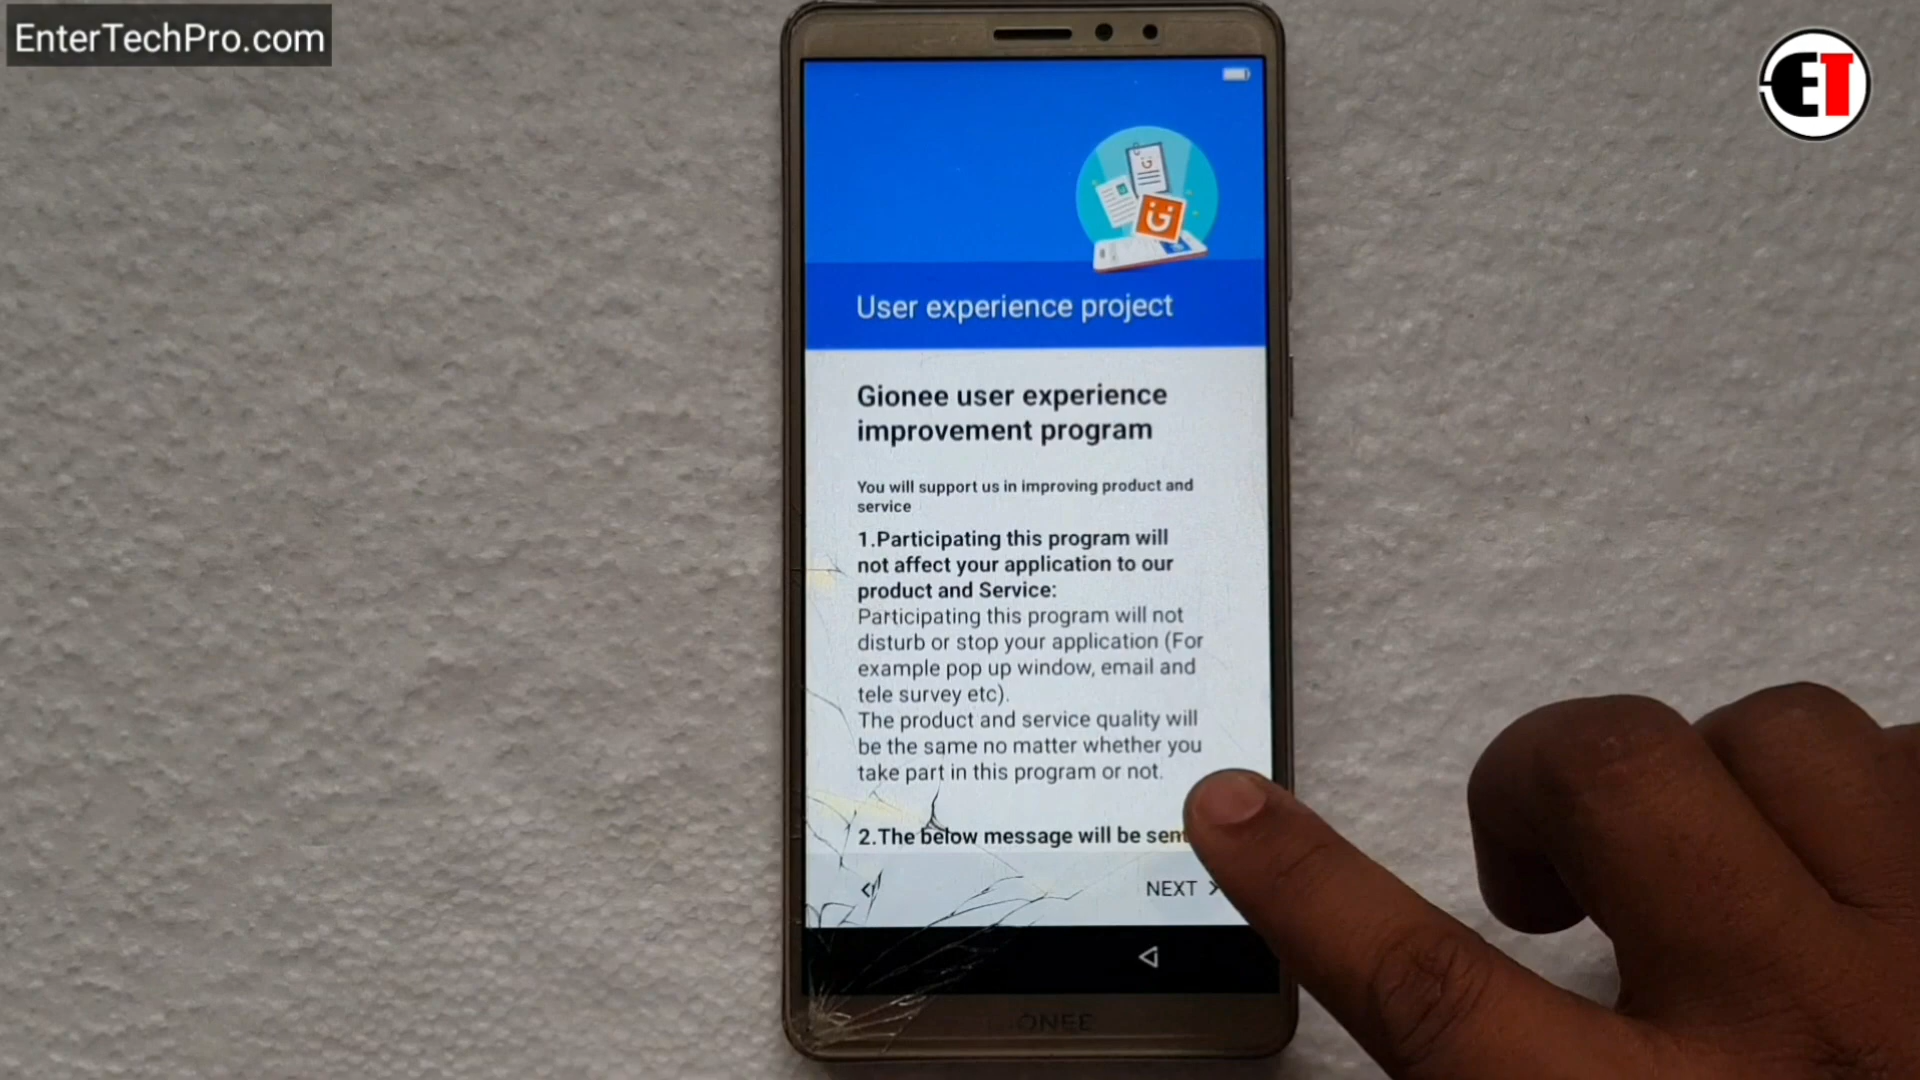 EnterTechPro.com
ET
User experience project
Gionee user experience
improvement program
You will support us in improving product and
service
1.Participating this program will
not affect your application to our
product and Service:
Participating this program will not
disturb or stop your application (For
example pop up window, email and
tele survey etc).
The product and service quality will
be the same no matter whether you
take part in this program or not.
2.The below message will be sent
NEXT
IONEE